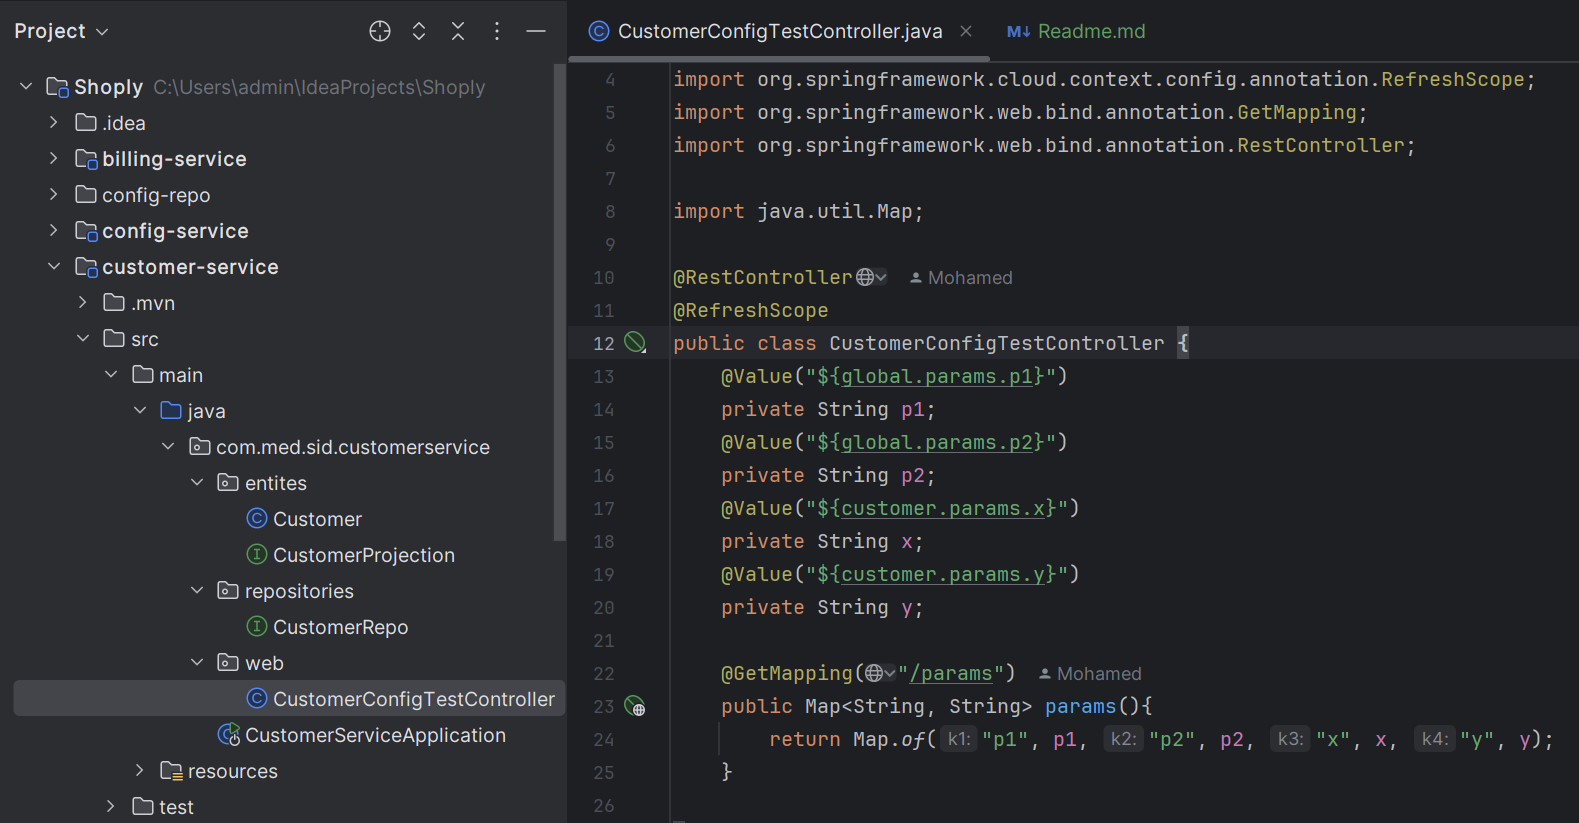 Project
Shoply C:\Users\admin\IdeaProjects\Shoply
.idea
billing-service
config-repo
config-service
customer-service
.mvn
src
main
java
com.med.sid.customerservice
entites
Customer
CustomerProjection
repositories
CustomerRepo
web
CustomerConfigTestController
CustomerServiceApplication
resources
test
CustomerConfigTestController.java
Readme.md
4 import org.springframework.cloud.context.config.annotation.RefreshScope;
5 import org.springframework.web.bind.annotation.GetMapping;
6 import org.springframework.web.bind.annotation.RestController;
7
8 import java.util.Map;
9
10 @RestController Mohamed
11 @RefreshScope
12 public class CustomerConfigTestController {
13 @Value("${global.params.p1}")
14 private String p1;
15 @Value("${global.params.p2}")
16 private String p2;
17 @Value("${customer.params.x}")
18 private String x;
19 @Value("${customer.params.y}")
20 private String y;
21
22 @GetMapping("/params") Mohamed
23 public Map<String, String> params(){
24 return Map.of( k1: "p1", p1, k2: "p2", p2, k3: "x", x, k4: "y", y);
25 }
26